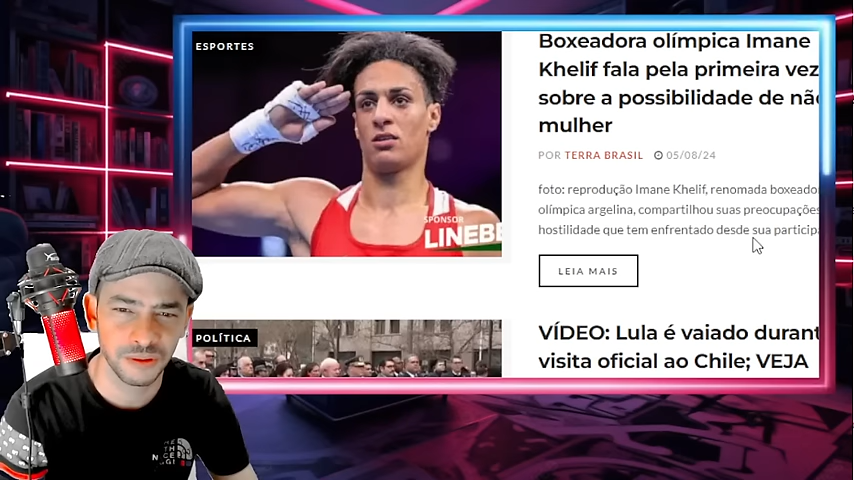 ESPORTES
Boxeadora olímpica Imane
Khelif fala pela primeira vez
sobre a possibilidade de não
mulher
POR TERRA BRASIL 05/08/24
foto: reprodução Imane Khelif, renomada boxeado
olímpica argelina, compartilhou suas preocupações
hostilidade que tem enfrentado desde sua particip
LEIA MAIS
SPONSOR
LINEBE
POLÍTICA
VÍDEO: Lula é vaiado durant
visita oficial ao Chile; VEJA